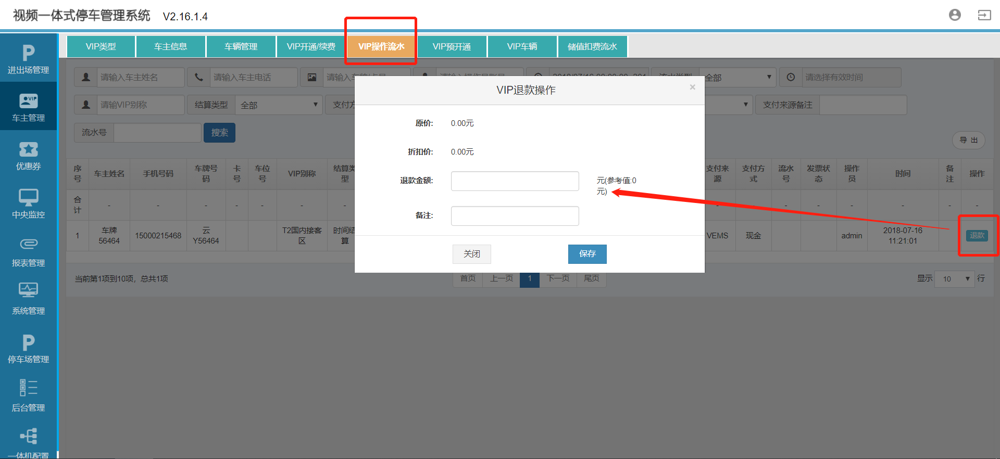 视频一体式停车管理系统 V2.16.1.4
VIP类型 车主信息 车辆管理 VIP开通/续费 VIP操作流水 VIP预开通 VIP车辆 储值扣费流水
进出场管理
车主管理
优惠券
中央监控
报表管理
系统管理
停车场管理
后台管理
一体机配置
请输入车主姓名 请输入车主电话 全部 请选择有效时间
请输VIP别称 结算类型 全部 支付方 支付来源备注
流水号 搜索
导 出
VIP退款操作 ×
原价: 0.00元
折扣价: 0.00元
退款金额: 元(参考值:0
元)
备注:
关闭 保存
序号 车主姓名 手机号码 车牌号码 卡号 车位号 VIP别称 结算类型 支付来源 支付方式 流水号 发票状态 操作员 时间 备注 操作
合计 - - - - - - - - - - - - - - -
1 车牌56464 15000215468 云Y56464 T2国内接客区 时间结算 VEMS 现金 admin 2018-07-16 11:21:01 退款
当前第1项到10项，总共1项 首页 上一页 1 下一页 尾页 显示 10 行